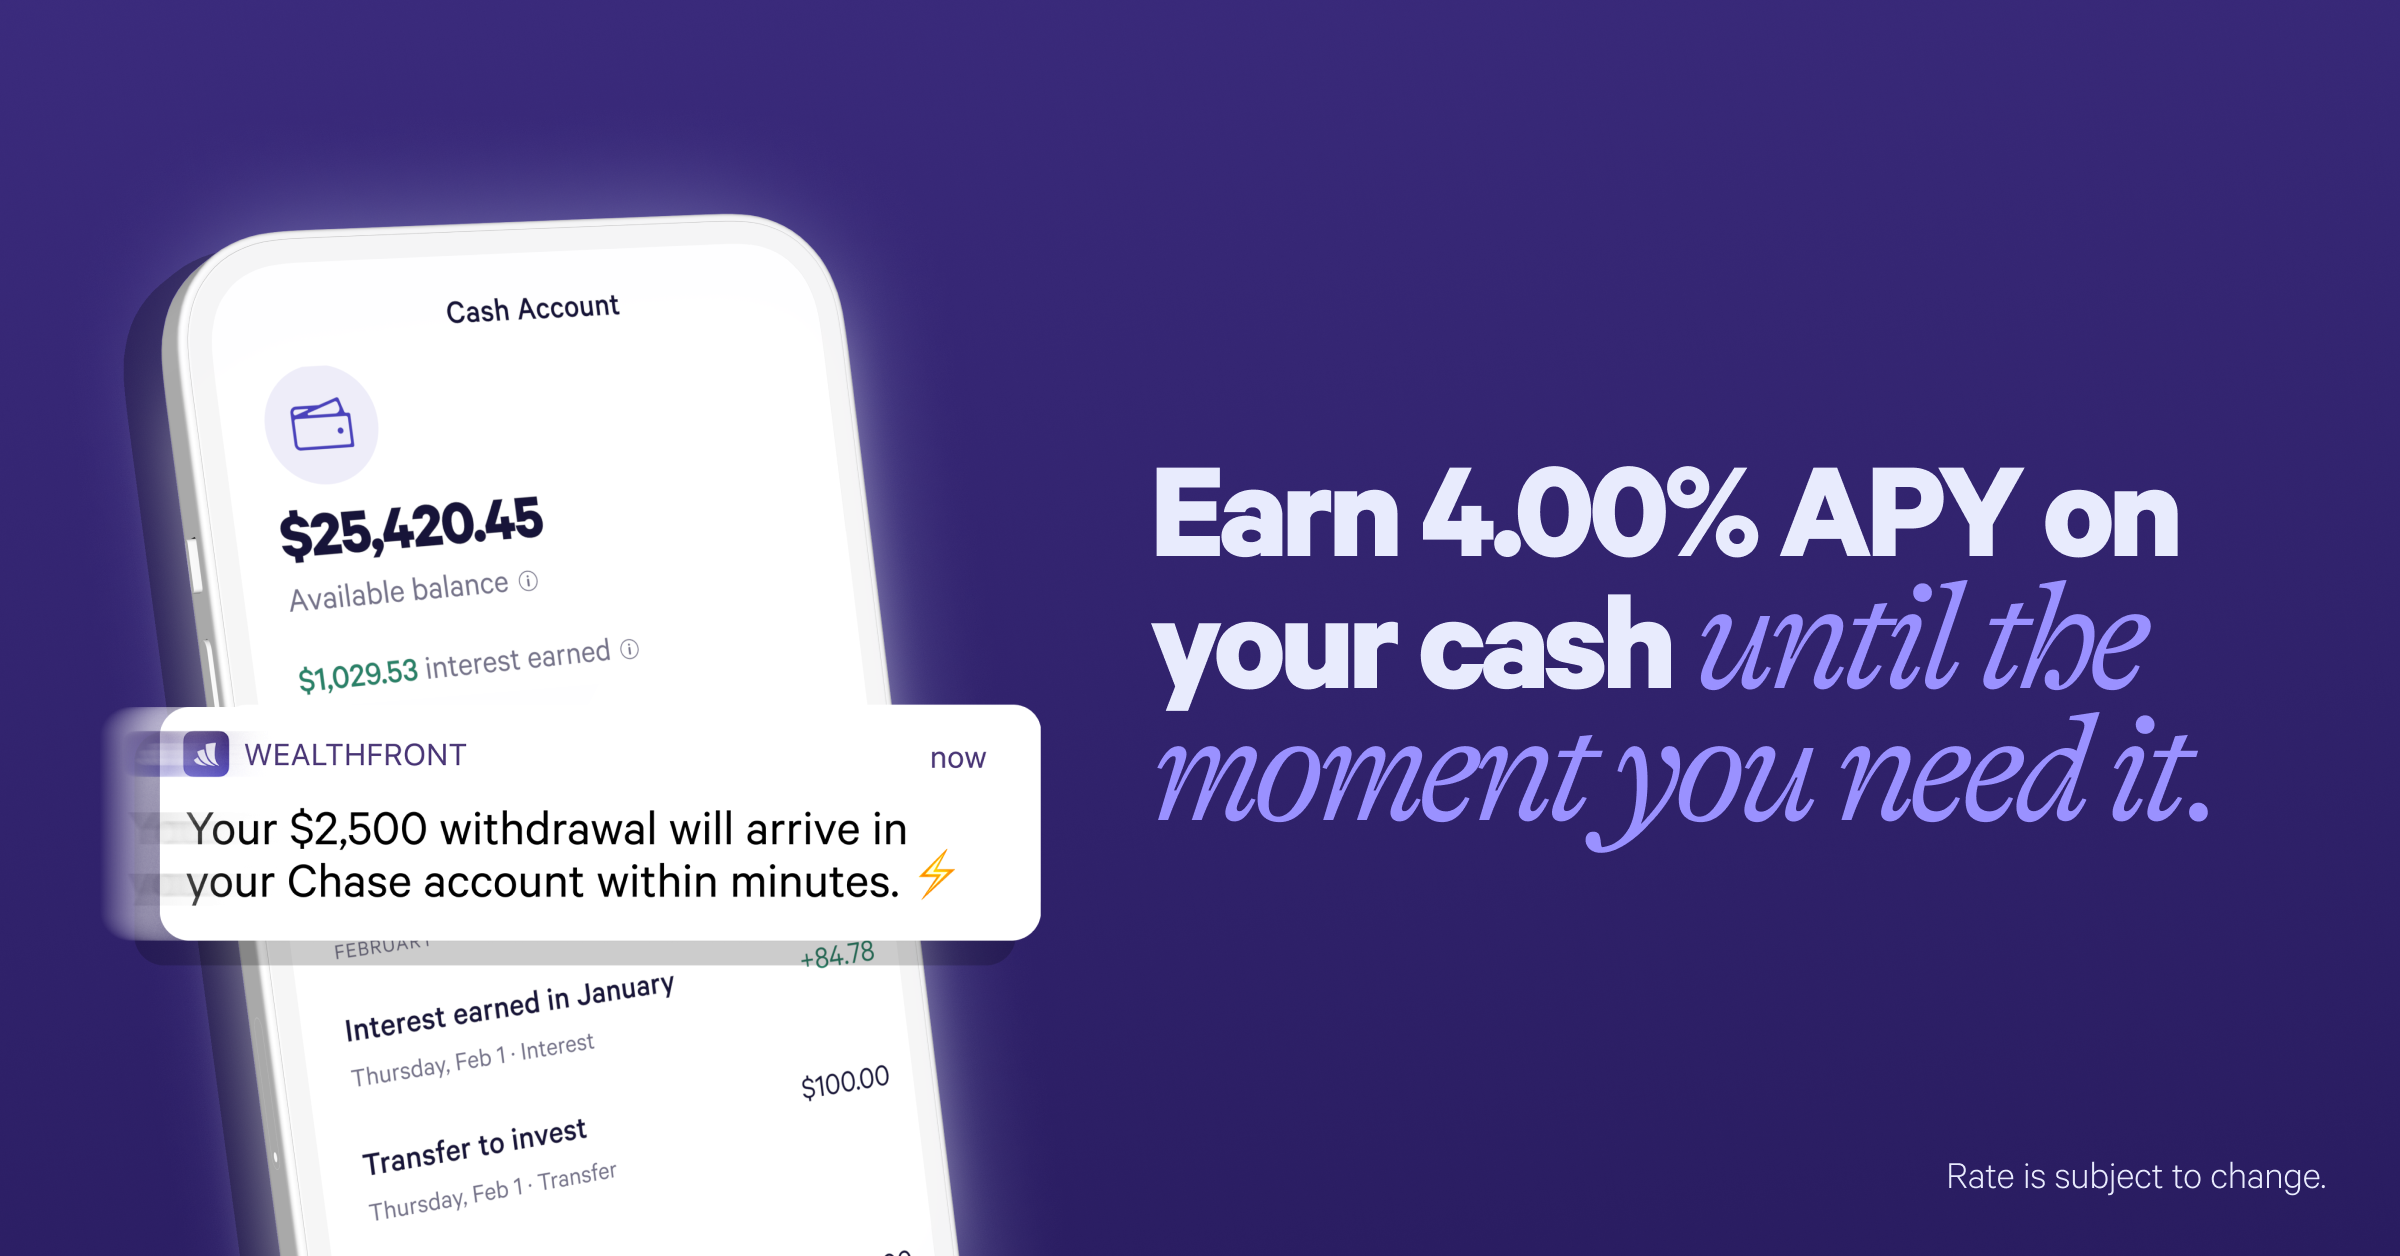 Cash Account
$25,420.45
Available balance
$1,029.53 interest earned
WEALTHFRONT
now
Your $2,500 withdrawal will arrive in
your Chase account within minutes. ⚡
FEBRUARY
+84.78
Interest earned in January
Thursday, Feb 1 · Interest
$100.00
Transfer to invest
Thursday, Feb 1 · Transfer
Earn 4.00% APY on
your cash until the
moment you need it.
Rate is subject to change.